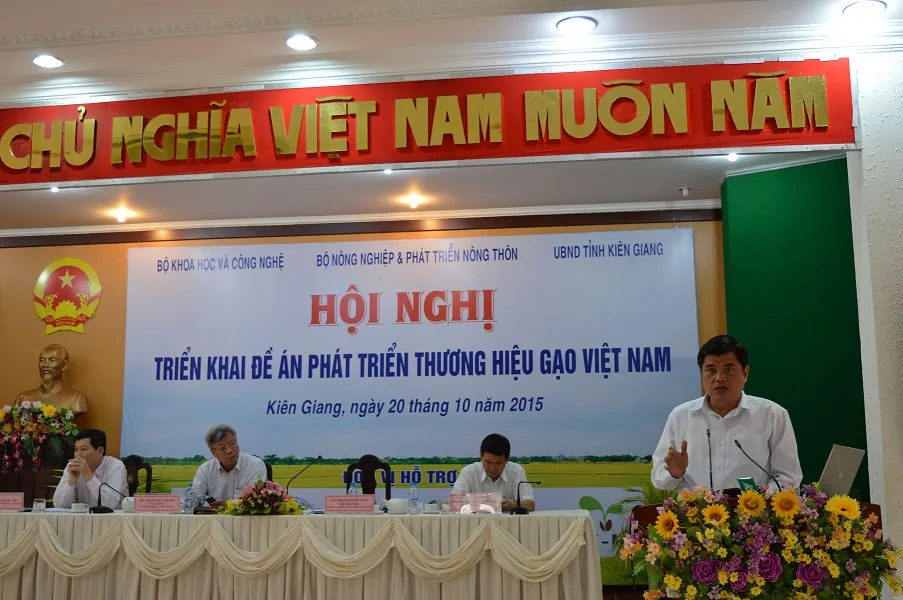 CHỦ NGHĨA VIỆT NAM MUÔN NĂM
BỘ KHOA HỌC VÀ CÔNG NGHỆ
BỘ NÔNG NGHIỆP & PHÁT TRIỂN NÔNG THÔN
UBND TỈNH KIÊN GIANG
HỘI NGHỊ
TRIỂN KHAI ĐỀ ÁN PHÁT TRIỂN THƯƠNG HIỆU GẠO VIỆT NAM
Kiên Giang, ngày 20 tháng 10 năm 2015
HỖ TRỢ